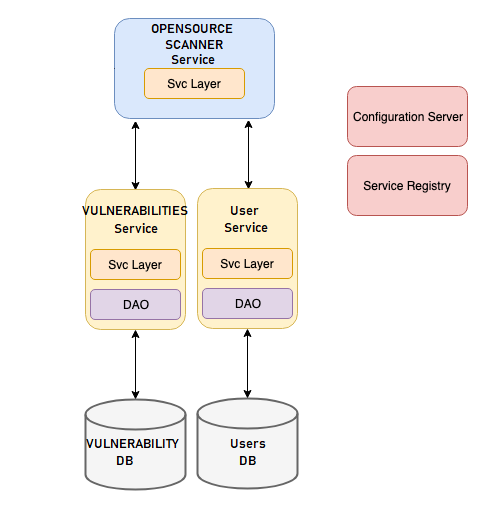 OPENSOURCE
SCANNER
Service
Svc Layer
Configuration Server
Service Registry
VULNERABILITIES
Service
Svc Layer
DAO
User
Service
Svc Layer
DAO
VULNERABILITY
DB
Users
DB